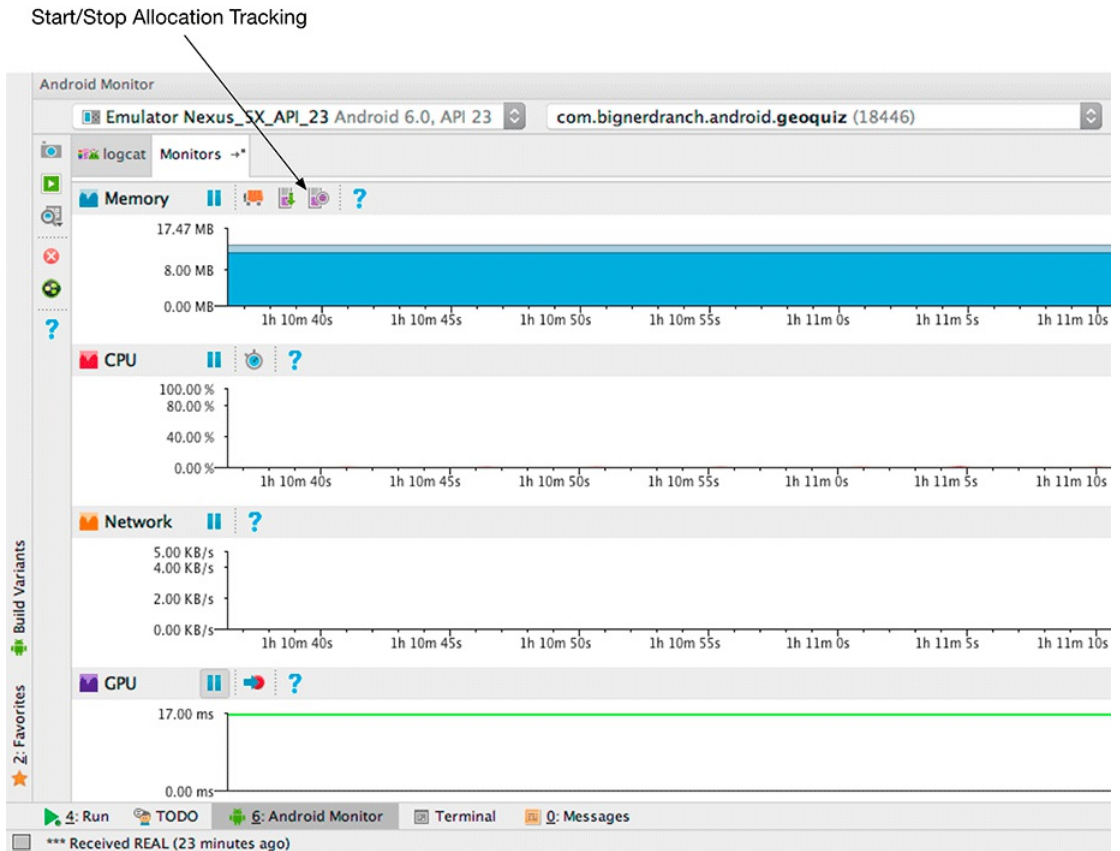 Start/Stop Allocation Tracking
Android Monitor
Emulator Nexus_5X_API_23 Android 6.0, API 23 com.bignerdranch.android.geoquiz (18446)
logcat Monitors
Memory ?
17.47 MB
8.00 MB
0.00 MB
1h 10m 40s 1h 10m 45s 1h 10m 50s 1h 10m 55s 1h 11m 0s 1h 11m 5s 1h 11m 10s
?
CPU ?
100.00 %
80.00 %
40.00 %
0.00 %
1h 10m 40s 1h 10m 45s 1h 10m 50s 1h 10m 55s 1h 11m 0s 1h 11m 5s 1h 11m 10s
Network ?
5.00 KB/s
4.00 KB/s
2.00 KB/s
0.00 KB/s
1h 10m 40s 1h 10m 45s 1h 10m 50s 1h 10m 55s 1h 11m 0s 1h 11m 5s 1h 11m 10s
Build Variants
GPU ?
17.00 ms
0.00 ms
2: Favorites
4: Run TODO 6: Android Monitor Terminal 0: Messages
*** Received REAL (23 minutes ago)